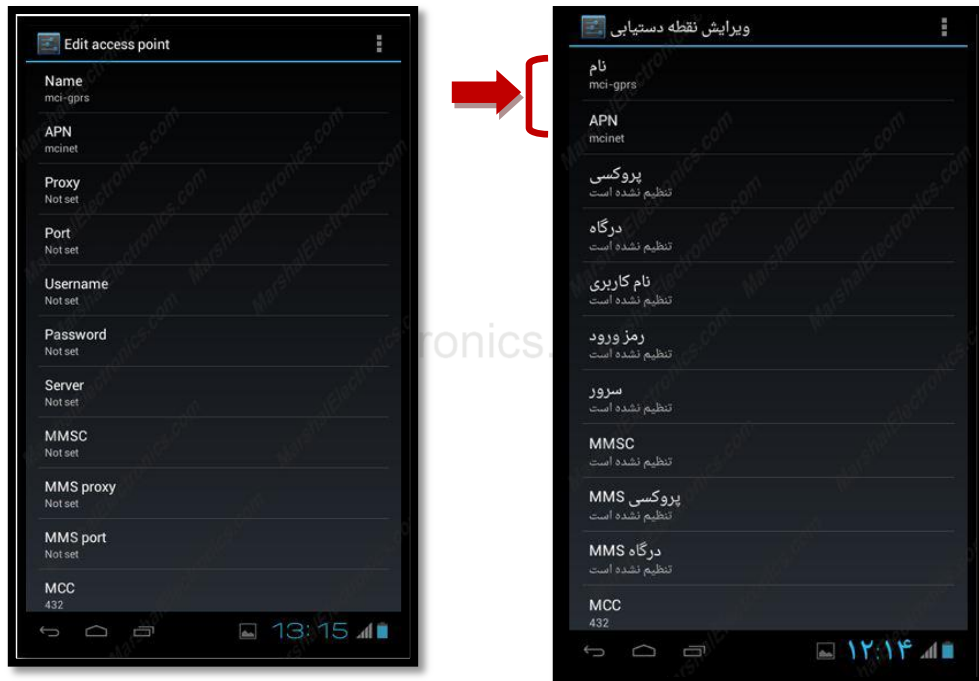 Edit access point
Name
mci-gprs
APN
mcinet
Proxy
Not set
Port
Not set
Username
Not set
Password
Not set
Server
Not set
MMSC
Not set
MMS proxy
Not set
MMS port
Not set
MCC
432
13:15
ronics.
ویرایش نقطه دستیابی
نام
mci-gprs
APN
mcinet
پروکسی
تنظیم نشده است
درگاه
تنظیم نشده است
نام کاربری
تنظیم نشده است
رمز ورود
تنظیم نشده است
سرور
تنظیم نشده است
MMSC
تنظیم نشده است
پروکسی MMS
تنظیم نشده است
درگاه MMS
تنظیم نشده است
MCC
432
۱۲:۱۴
MarshalElectronics.com